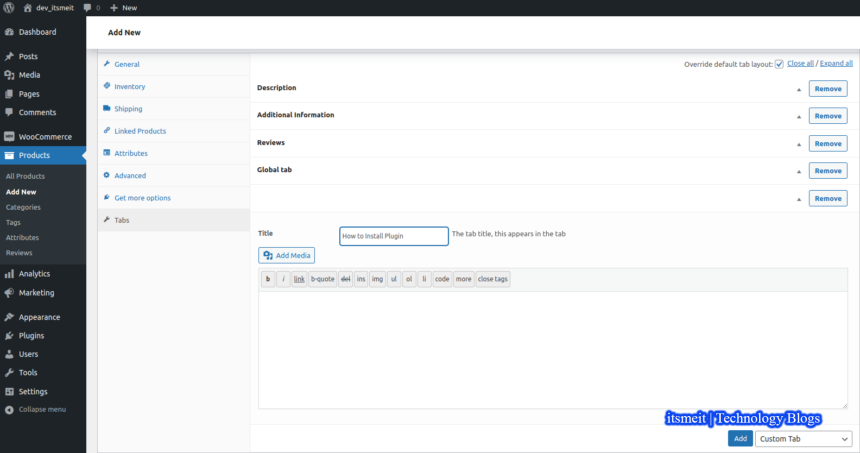 dev_itsmeit 0 New
Add New
Dashboard
Posts
Media
Pages
Comments
WooCommerce
Products
All Products
Add New
Categories
Tags
Attributes
Reviews
Analytics
Marketing
Appearance
Plugins
Users
Tools
Settings
Collapse menu
General
Inventory
Shipping
Linked Products
Attributes
Advanced
Get more options
Tabs
Override default tab layout: Close all / Expand all
Description Remove
Additional Information Remove
Reviews Remove
Global tab Remove
Remove
Title How to Install Plugin The tab title, this appears in the tab
Add Media
b i link b-quote del ins img ul ol li code more close tags
itsmeit | Technology Blogs
Add Custom Tab